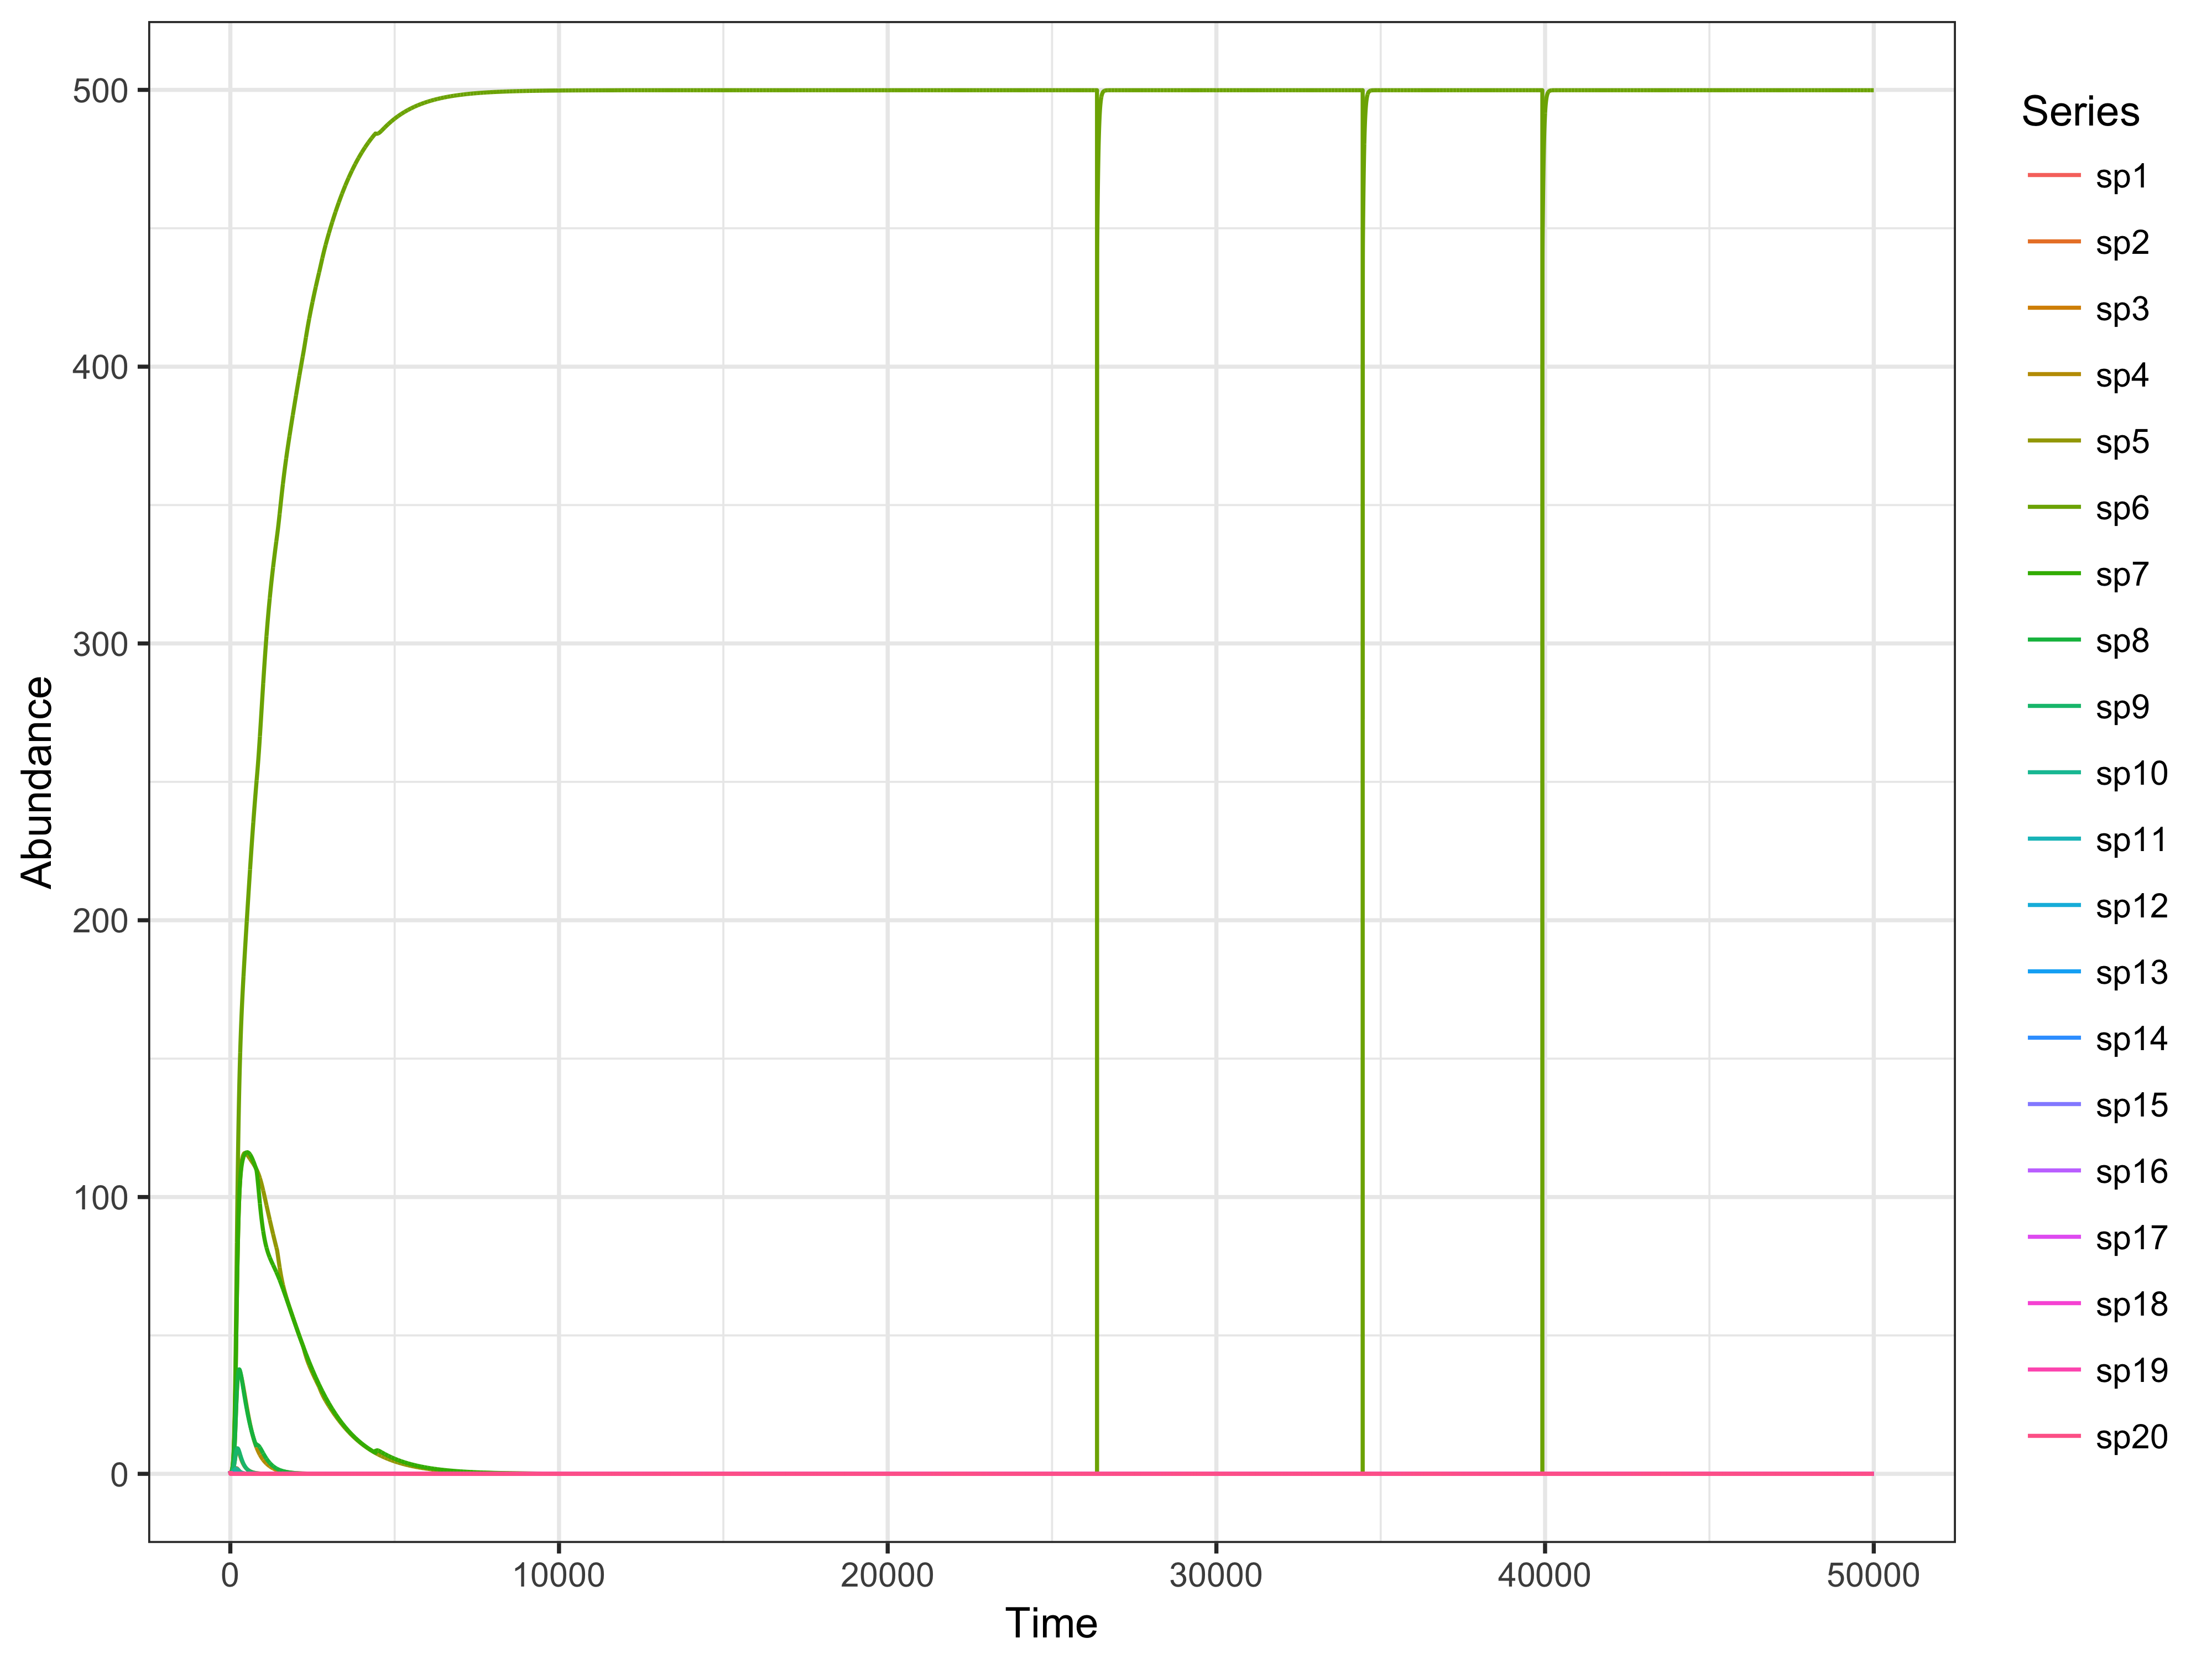 500
400
300
200
100
0
Abundance
0 10000 20000 30000 40000 50000
Time
Series
sp1
sp2
sp3
sp4
sp5
sp6
sp7
sp8
sp9
sp10
sp11
sp12
sp13
sp14
sp15
sp16
sp17
sp18
sp19
sp20